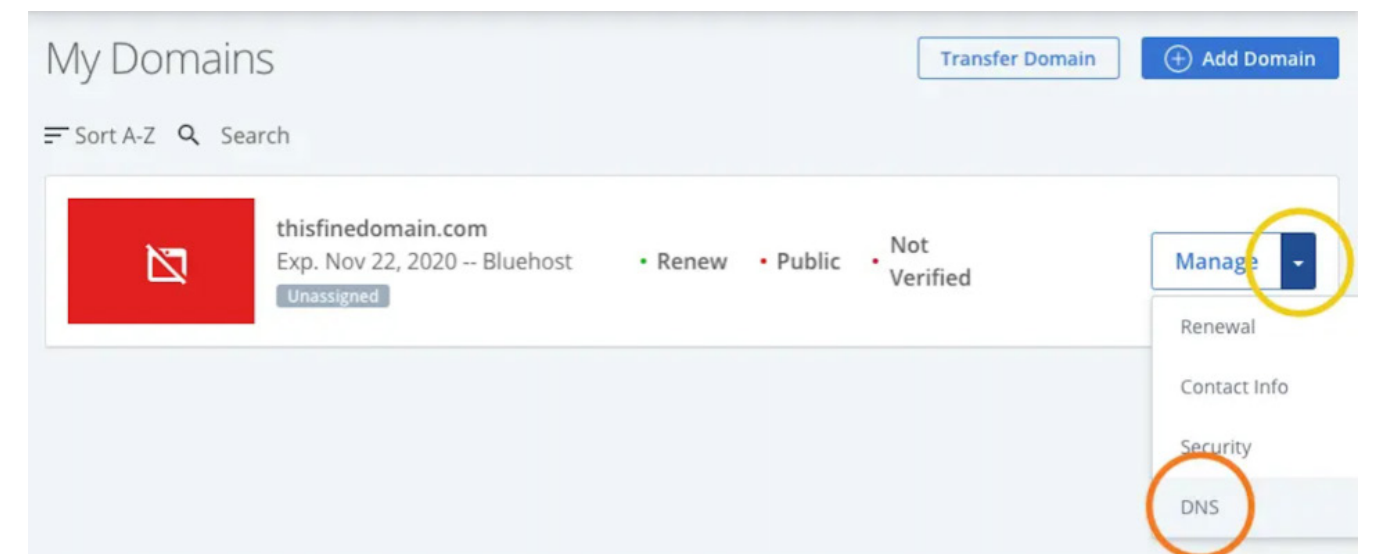 My Domains
Transfer Domain
Add Domain
Sort A-Z Search
thisfinedomain.com
Exp. Nov 22, 2020 -- Bluehost
Unassigned
• Renew • Public • Not
Verified
Manage
Renewal
Contact Info
Security
DNS